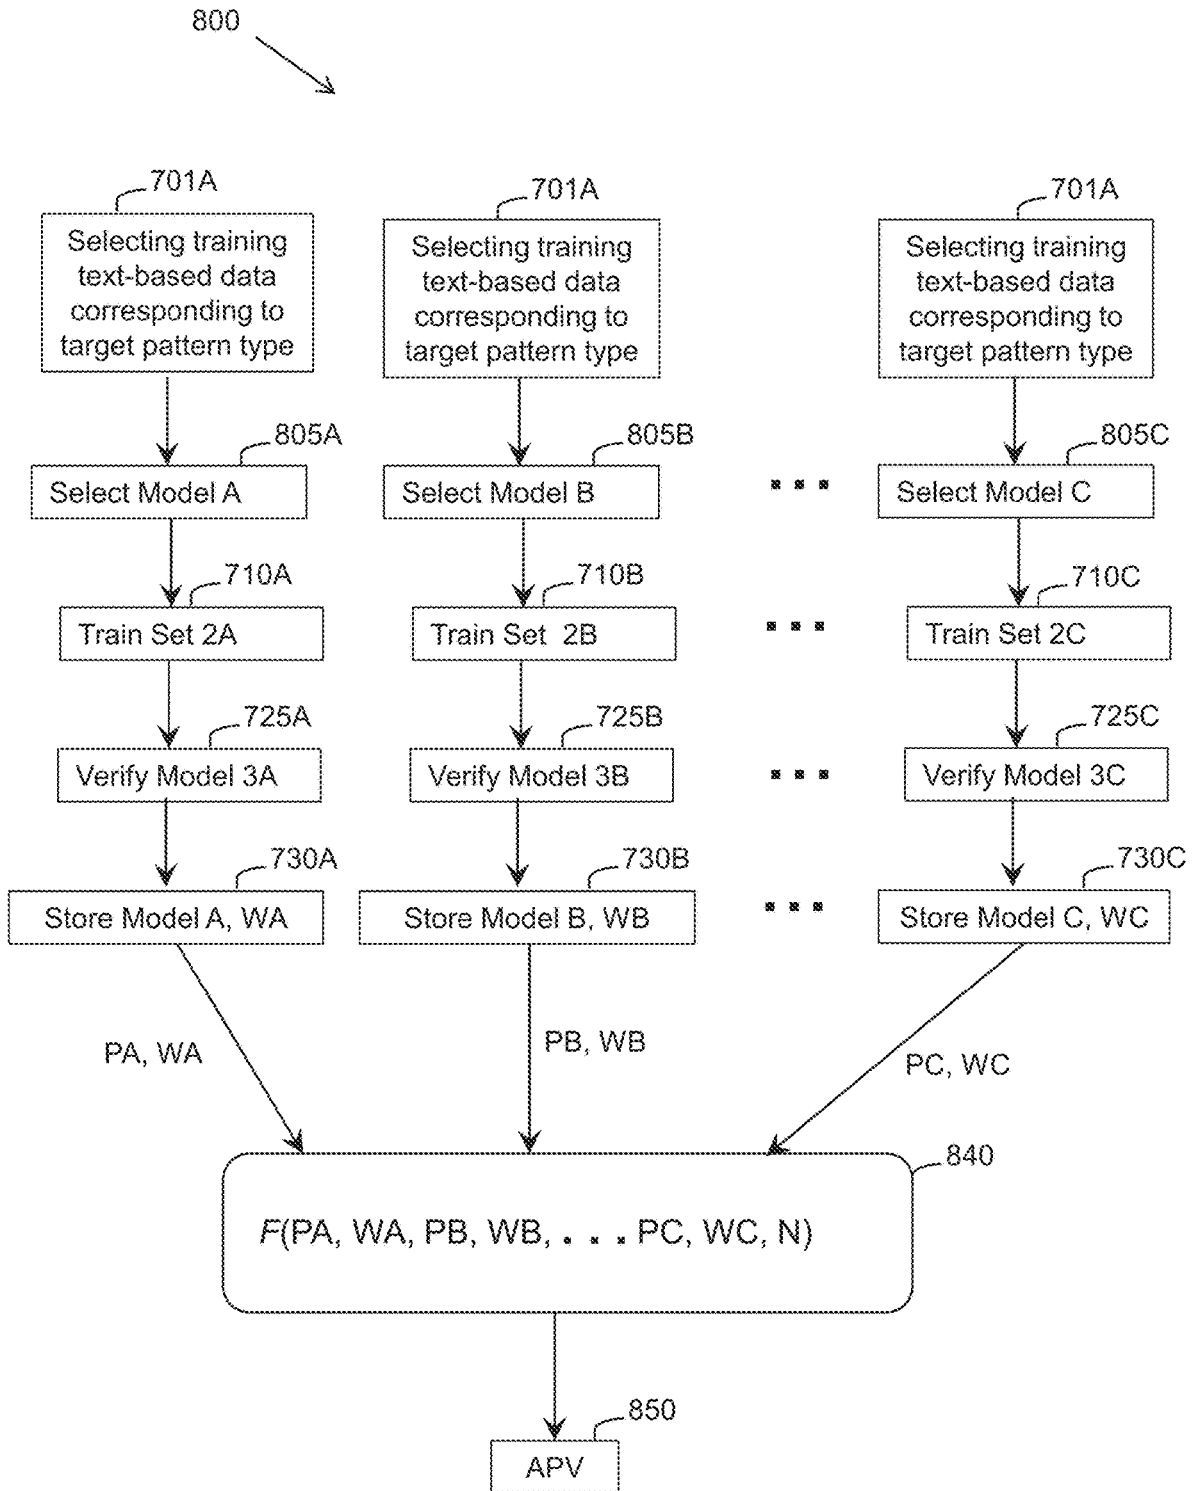 800
701A
701A
701A
Selecting training
text-based data
corresponding to
target pattern type
Selecting training
text-based data
corresponding to
target pattern type
Selecting training
text-based data
corresponding to
target pattern type
805A
805B
805C
Select Model A
Select Model B
Select Model C
710A
710B
710C
Train Set 2A
Train Set 2B
Train Set 2C
725A
725B
725C
Verify Model 3A
Verify Model 3B
Verify Model 3C
730A
730B
730C
Store Model A, WA
Store Model B, WB
Store Model C, WC
PA, WA
PB, WB
PC, WC
840
F(PA, WA, PB, WB, . . . PC, WC, N)
850
APV